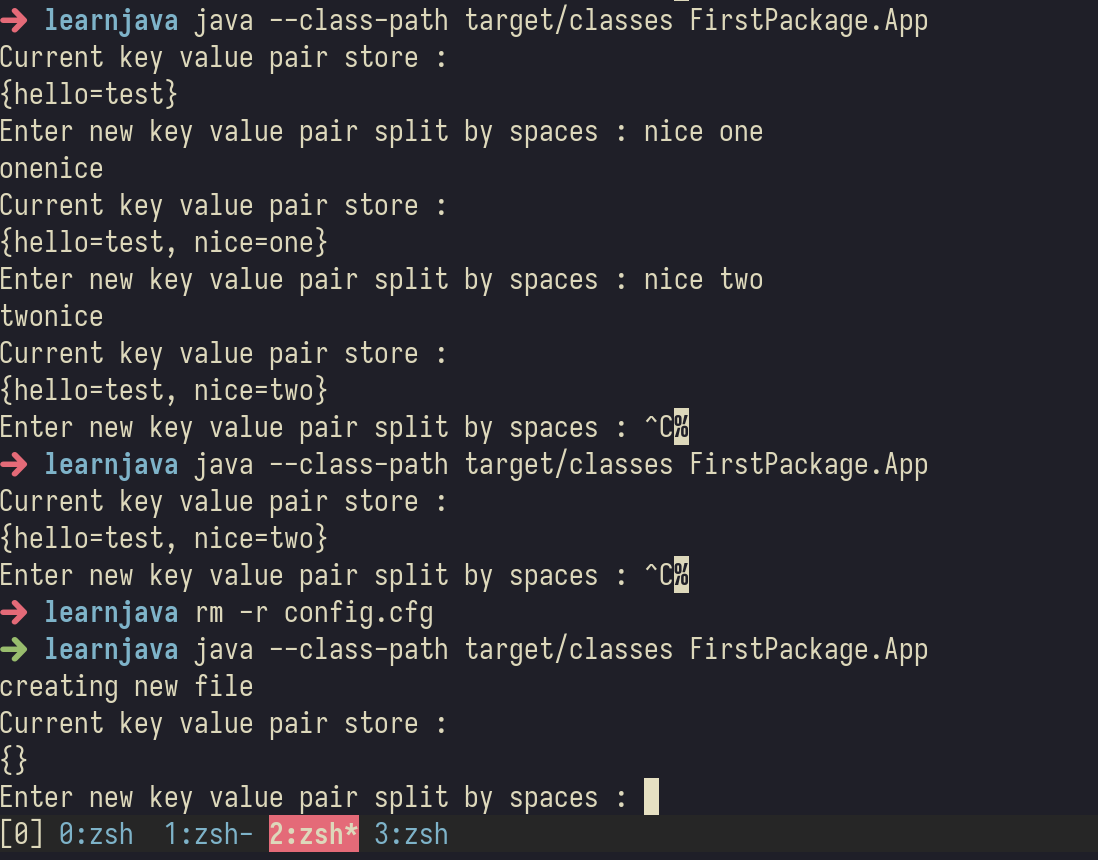 ➜ learnjava java --class-path target/classes FirstPackage.App
Current key value pair store :
{hello=test}
Enter new key value pair split by spaces : nice one
onenice
Current key value pair store :
{hello=test, nice=one}
Enter new key value pair split by spaces : nice two
twonice
Current key value pair store :
{hello=test, nice=two}
Enter new key value pair split by spaces : ^C%
➜ learnjava java --class-path target/classes FirstPackage.App
Current key value pair store :
{hello=test, nice=two}
Enter new key value pair split by spaces : ^C%
➜ learnjava rm -r config.cfg
➜ learnjava java --class-path target/classes FirstPackage.App
creating new file
Current key value pair store :
{}
Enter new key value pair split by spaces :
[0] 0:zsh 1:zsh- 2:zsh* 3:zsh